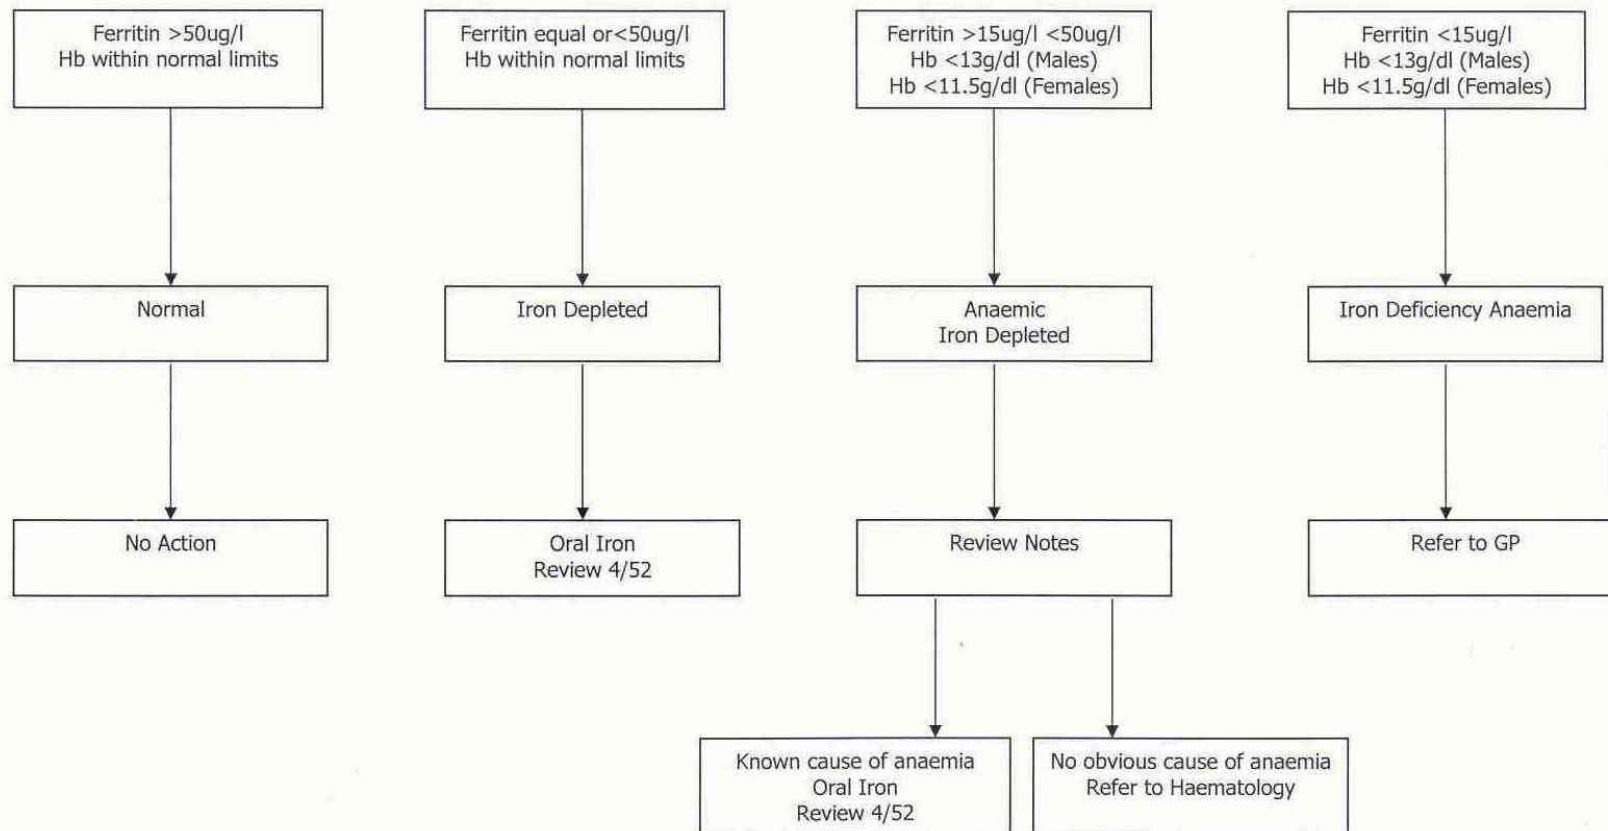 Ferritin >50ug/l
Hb within normal limits
Ferritin equal or<50ug/l
Hb within normal limits
Ferritin >15ug/l <50ug/l
Hb <13g/dl (Males)
Hb <11.5g/dl (Females)
Ferritin <15ug/l
Hb <13g/dl (Males)
Hb <11.5g/dl (Females)
Normal
Iron Depleted
Anaemic
Iron Depleted
Iron Deficiency Anaemia
No Action
Oral Iron
Review 4/52
Review Notes
Refer to GP
Known cause of anaemia
Oral Iron
Review 4/52
No obvious cause of anaemia
Refer to Haematology